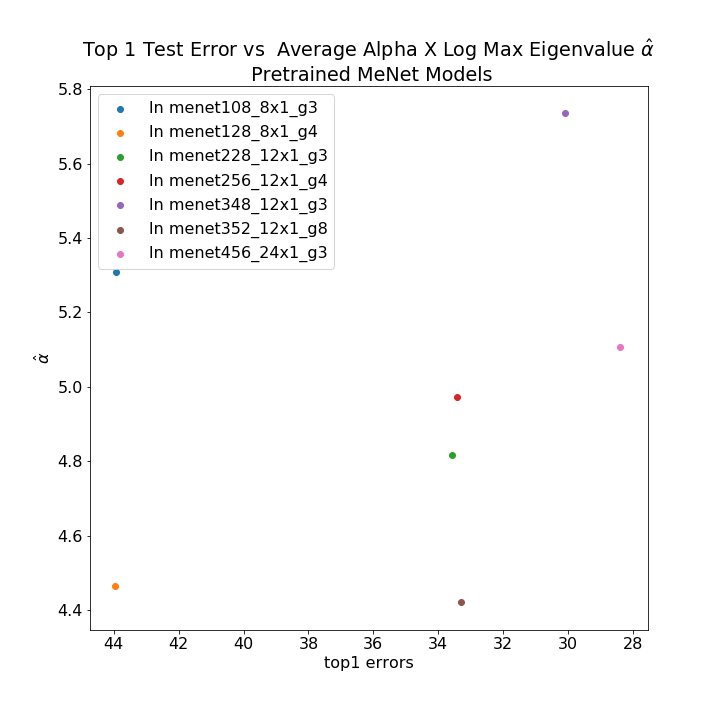 Top 1 Test Error vs  Average Alpha X Log Max Eigenvalue α̂
Pretrained MeNet Models
5.8
5.6
5.4
5.2
5.0
4.8
4.6
4.4
α̂
In menet108_8x1_g3
In menet128_8x1_g4
In menet228_12x1_g3
In menet256_12x1_g4
In menet348_12x1_g3
In menet352_12x1_g8
In menet456_24x1_g3
44 42 40 38 36 34 32 30 28
top1 errors